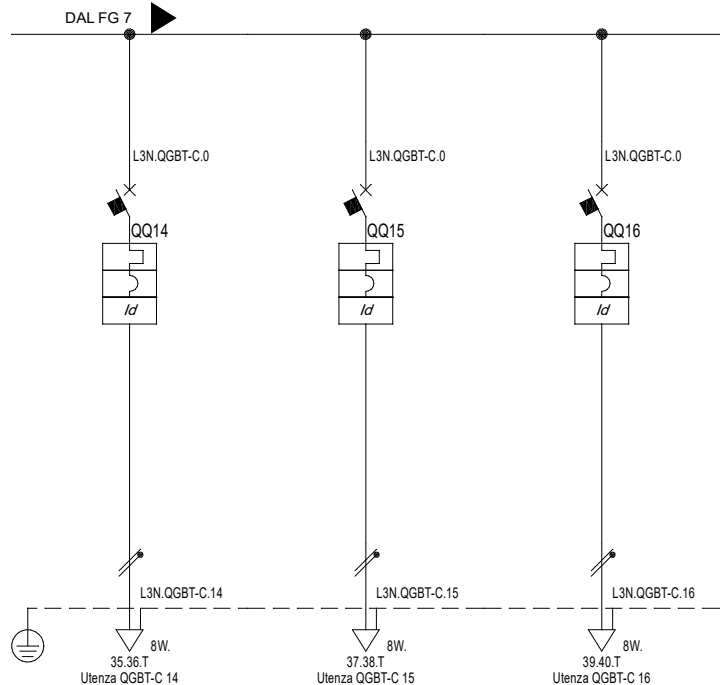 DAL FG 7
L3N.QGBT-C.0
L3N.QGBT-C.0
L3N.QGBT-C.0
QQ14
QQ15
QQ16
Id
Id
Id
L3N.QGBT-C.14
L3N.QGBT-C.15
L3N.QGBT-C.16
8W.
8W.
8W.
35.36.T
37.38.T
39.40.T
Utenza QGBT-C 14
Utenza QGBT-C 15
Utenza QGBT-C 16